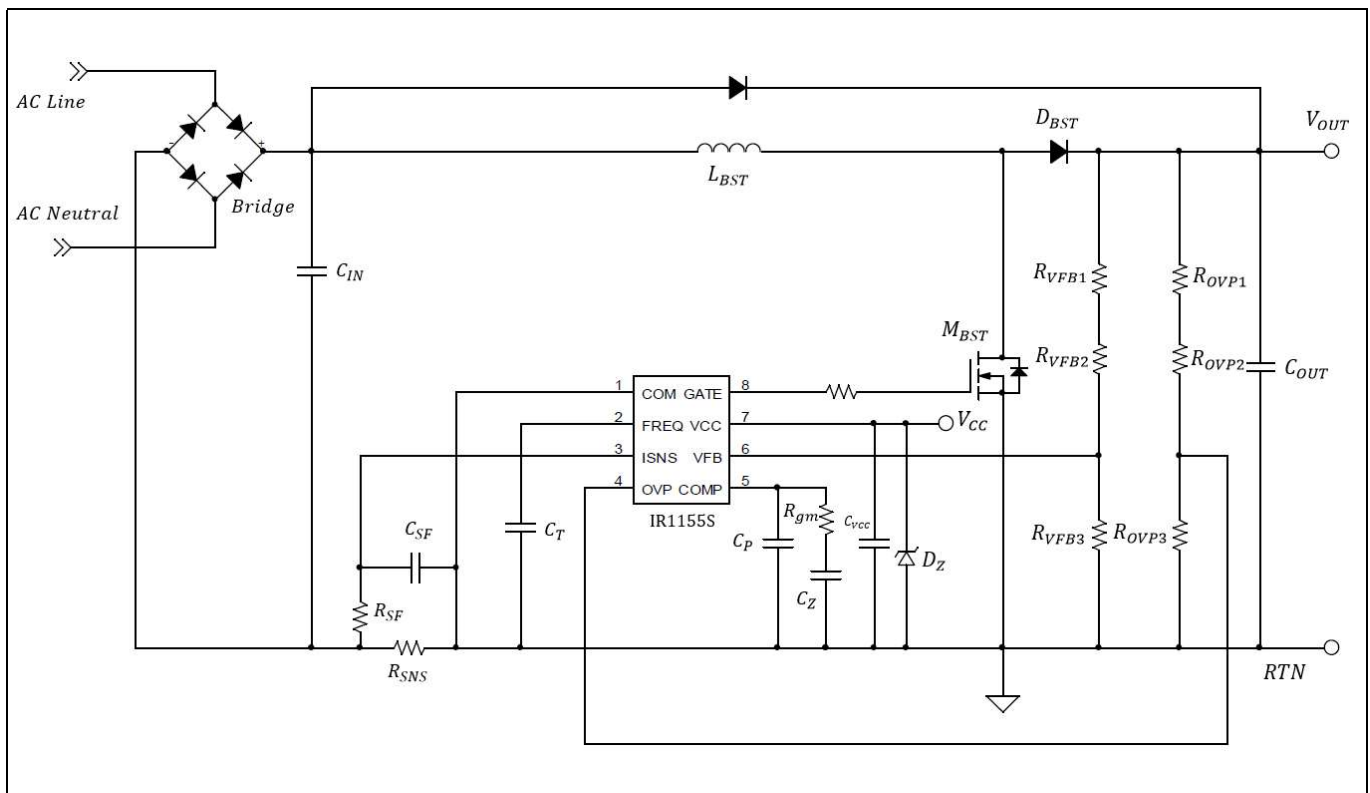 AC Line
AC Neutral
-
+
Bridge
L_BST
D_BST
V_OUT
C_IN
R_VFB1
R_OVP1
M_BST
R_VFB2
R_OVP2
C_OUT
1 COM GATE 8
2 FREQ VCC 7
V_CC
3 ISNS VFB 6
4 OVP COMP 5
IR1155S
C_SF
C_T
C_P
R_gm
C_vcc
R_VFB3
R_OVP3
D_Z
C_Z
R_SF
R_SNS
RTN